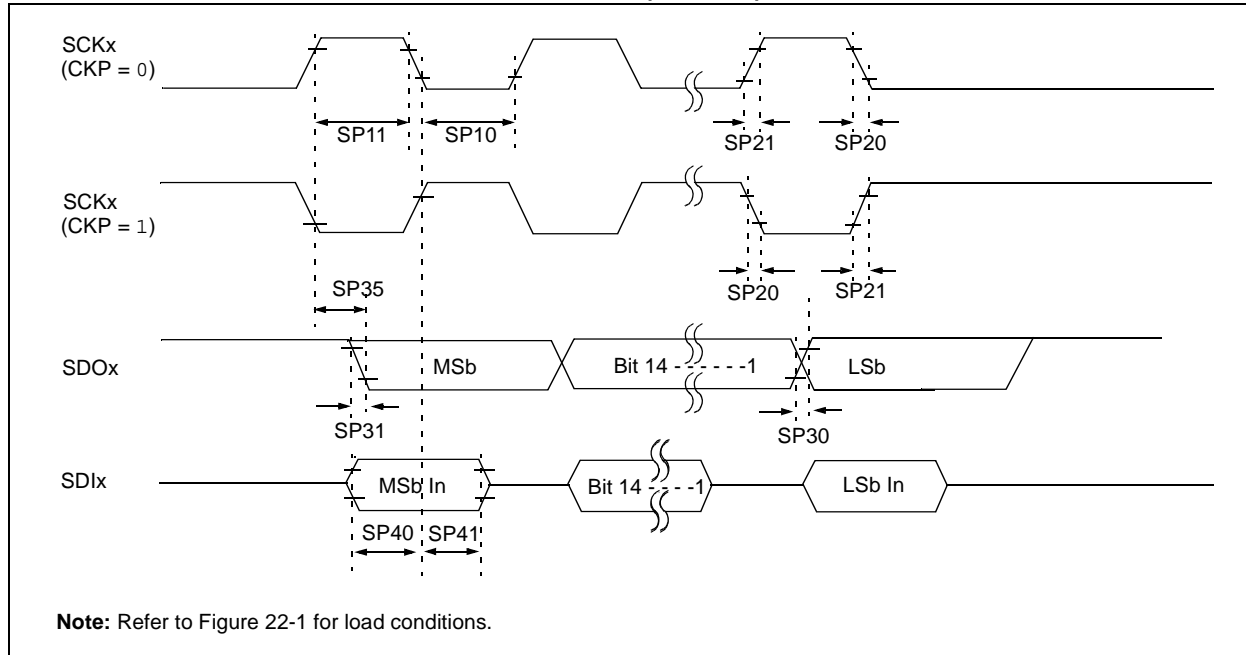 SCKx
(CKP = 0)
SP11
SP10
SP21
SP20
SCKx
(CKP = 1)
SP35
SP20
SP21
SDOx
MSb
Bit 14 - - - - - -1
LSb
SP31
SP30
SDIx
MSb In
Bit 14 - - - -1
LSb In
SP40
SP41
Note: Refer to Figure 22-1 for load conditions.